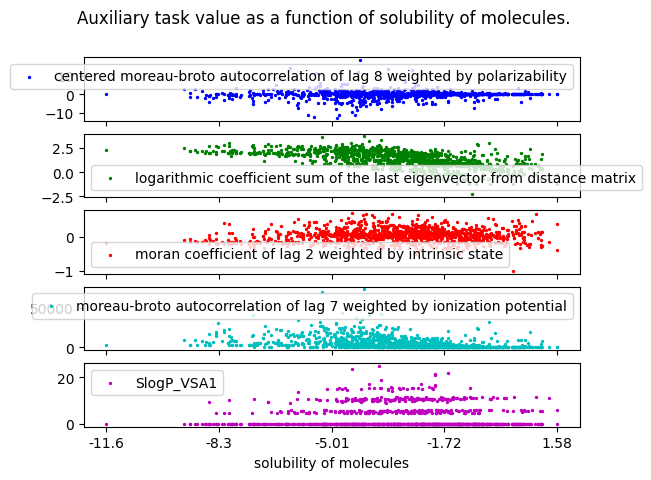 Auxiliary task value as a function of solubility of molecules.
centered moreau-broto autocorrelation of lag 8 weighted by polarizability
0
−10
2.5
0.0
−2.5
logarithmic coefficient sum of the last eigenvector from distance matrix
0
−1
moran coefficient of lag 2 weighted by intrinsic state
50000
0
moreau-broto autocorrelation of lag 7 weighted by ionization potential
20
0
SlogP_VSA1
-11.6 -8.3 -5.01 -1.72 1.58
solubility of molecules